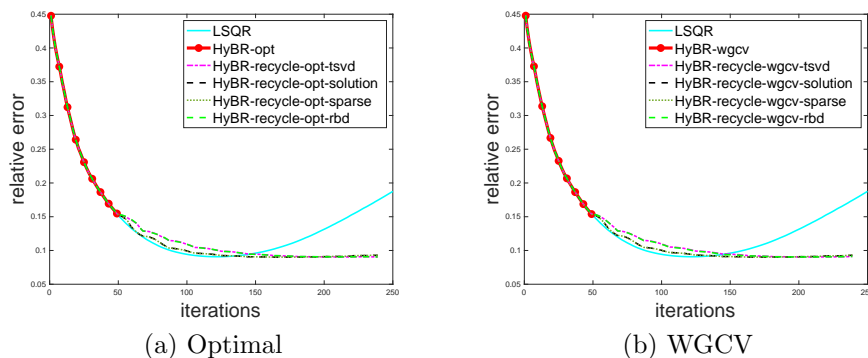 0.45
0.4
0.35
0.3
0.25
0.2
0.15
0.1
0.05
relative error
0
50
100
150
200
250
iterations
LSQR
HyBR-opt
HyBR-recycle-opt-tsvd
HyBR-recycle-opt-solution
HyBR-recycle-opt-sparse
HyBR-recycle-opt-rbd
(a) Optimal
0.45
0.4
0.35
0.3
0.25
0.2
0.15
0.1
0.05
relative error
0
50
100
150
200
250
iterations
LSQR
HyBR-wgcv
HyBR-recycle-wgcv-tsvd
HyBR-recycle-wgcv-solution
HyBR-recycle-wgcv-sparse
HyBR-recycle-wgcv-rbd
(b) WGCV